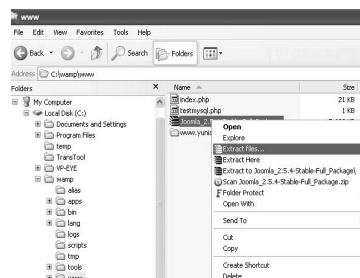 www
File Edit View Favorites Tools Help
Back Search Folders
Address C:\wamp\www
Folders X Name Size
My Computer
Local Disk (C:)
Documents and Settings
Program Files
temp
TransTool
VP-EYE
wamp
alias
apps
bin
lang
logs
scripts
tmp
tools
www
index.php 21 KB
testmysql.php 1 KB
www.yunia
Open
Explore
Extract files...
Extract Here
Extract to Joomla_2.5.4-Stable-Full_Package\
Scan Joomla_2.5.4-Stable-Full_Package.zip
Folder Protect
Open With
Send To
Cut
Copy
Create Shortcut
Delete